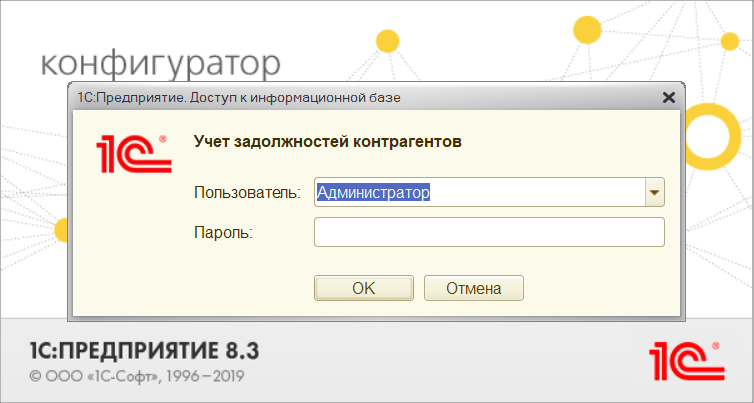 конфигуратор
1С:Предприятие. Доступ к информационной базе
1С®
Учет задолжностей контрагентов
Пользователь: Администратор
Пароль:
OK Отмена
1С:ПРЕДПРИЯТИЕ 8.3
© ООО «1С-Софт», 1996–2019
1С®